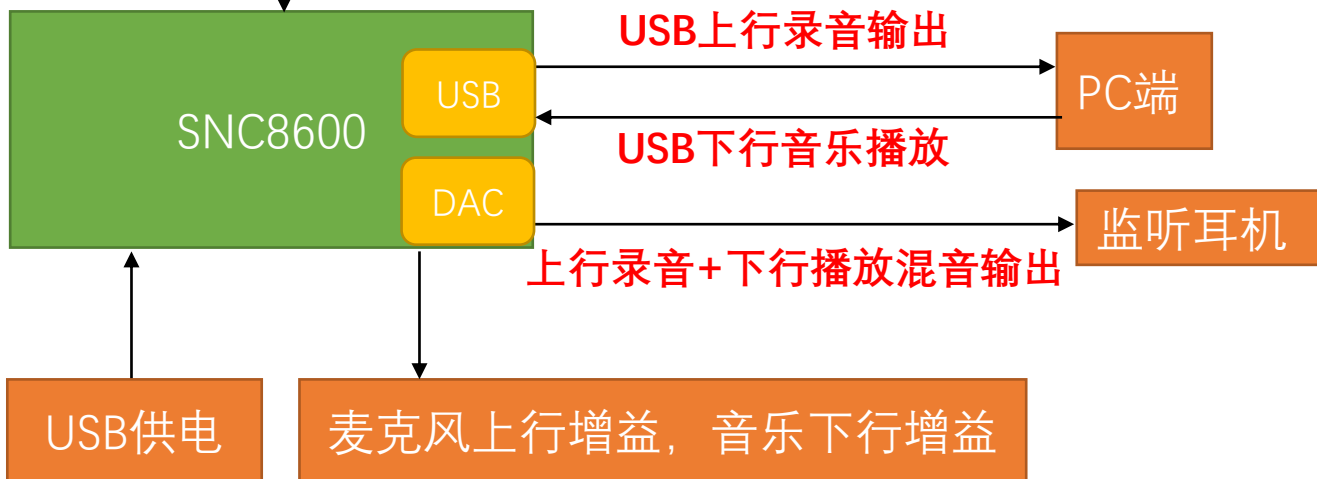 USB上行录音输出
USB
SNC8600
PC端
USB下行音乐播放
DAC
监听耳机
上行录音+下行播放混音输出
USB供电
麦克风上行增益，音乐下行增益